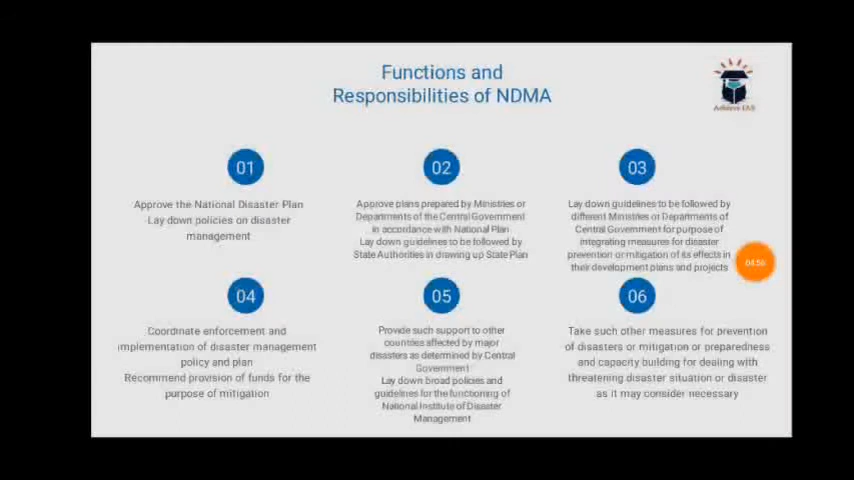 Functions and
Responsibilities of NDMA
Achieve IAS
01
Approve the National Disaster Plan
Lay down policies on disaster
management
02
Approve plans prepared by Ministries or
Departments of the Central Government
in accordance with National Plan
Lay down guidelines to be followed by
State Authorities in drawing up State Plan
03
Lay down guidelines to be followed by
different Ministries or Departments of
Central Government for purpose of
integrating measures for disaster
prevention or mitigation of its effects in
their development plans and projects
04
Coordinate enforcement and
implementation of disaster management
policy and plan
Recommend provision of funds for the
purpose of mitigation
05
Provide such support to other
countries affected by major
disasters as determined by Central
Government
Lay down broad policies and
guidelines for the functioning of
National Institute of Disaster
Management
06
Take such other measures for prevention
of disasters or mitigation or preparedness
and capacity building for dealing with
threatening disaster situation or disaster
as it may consider necessary